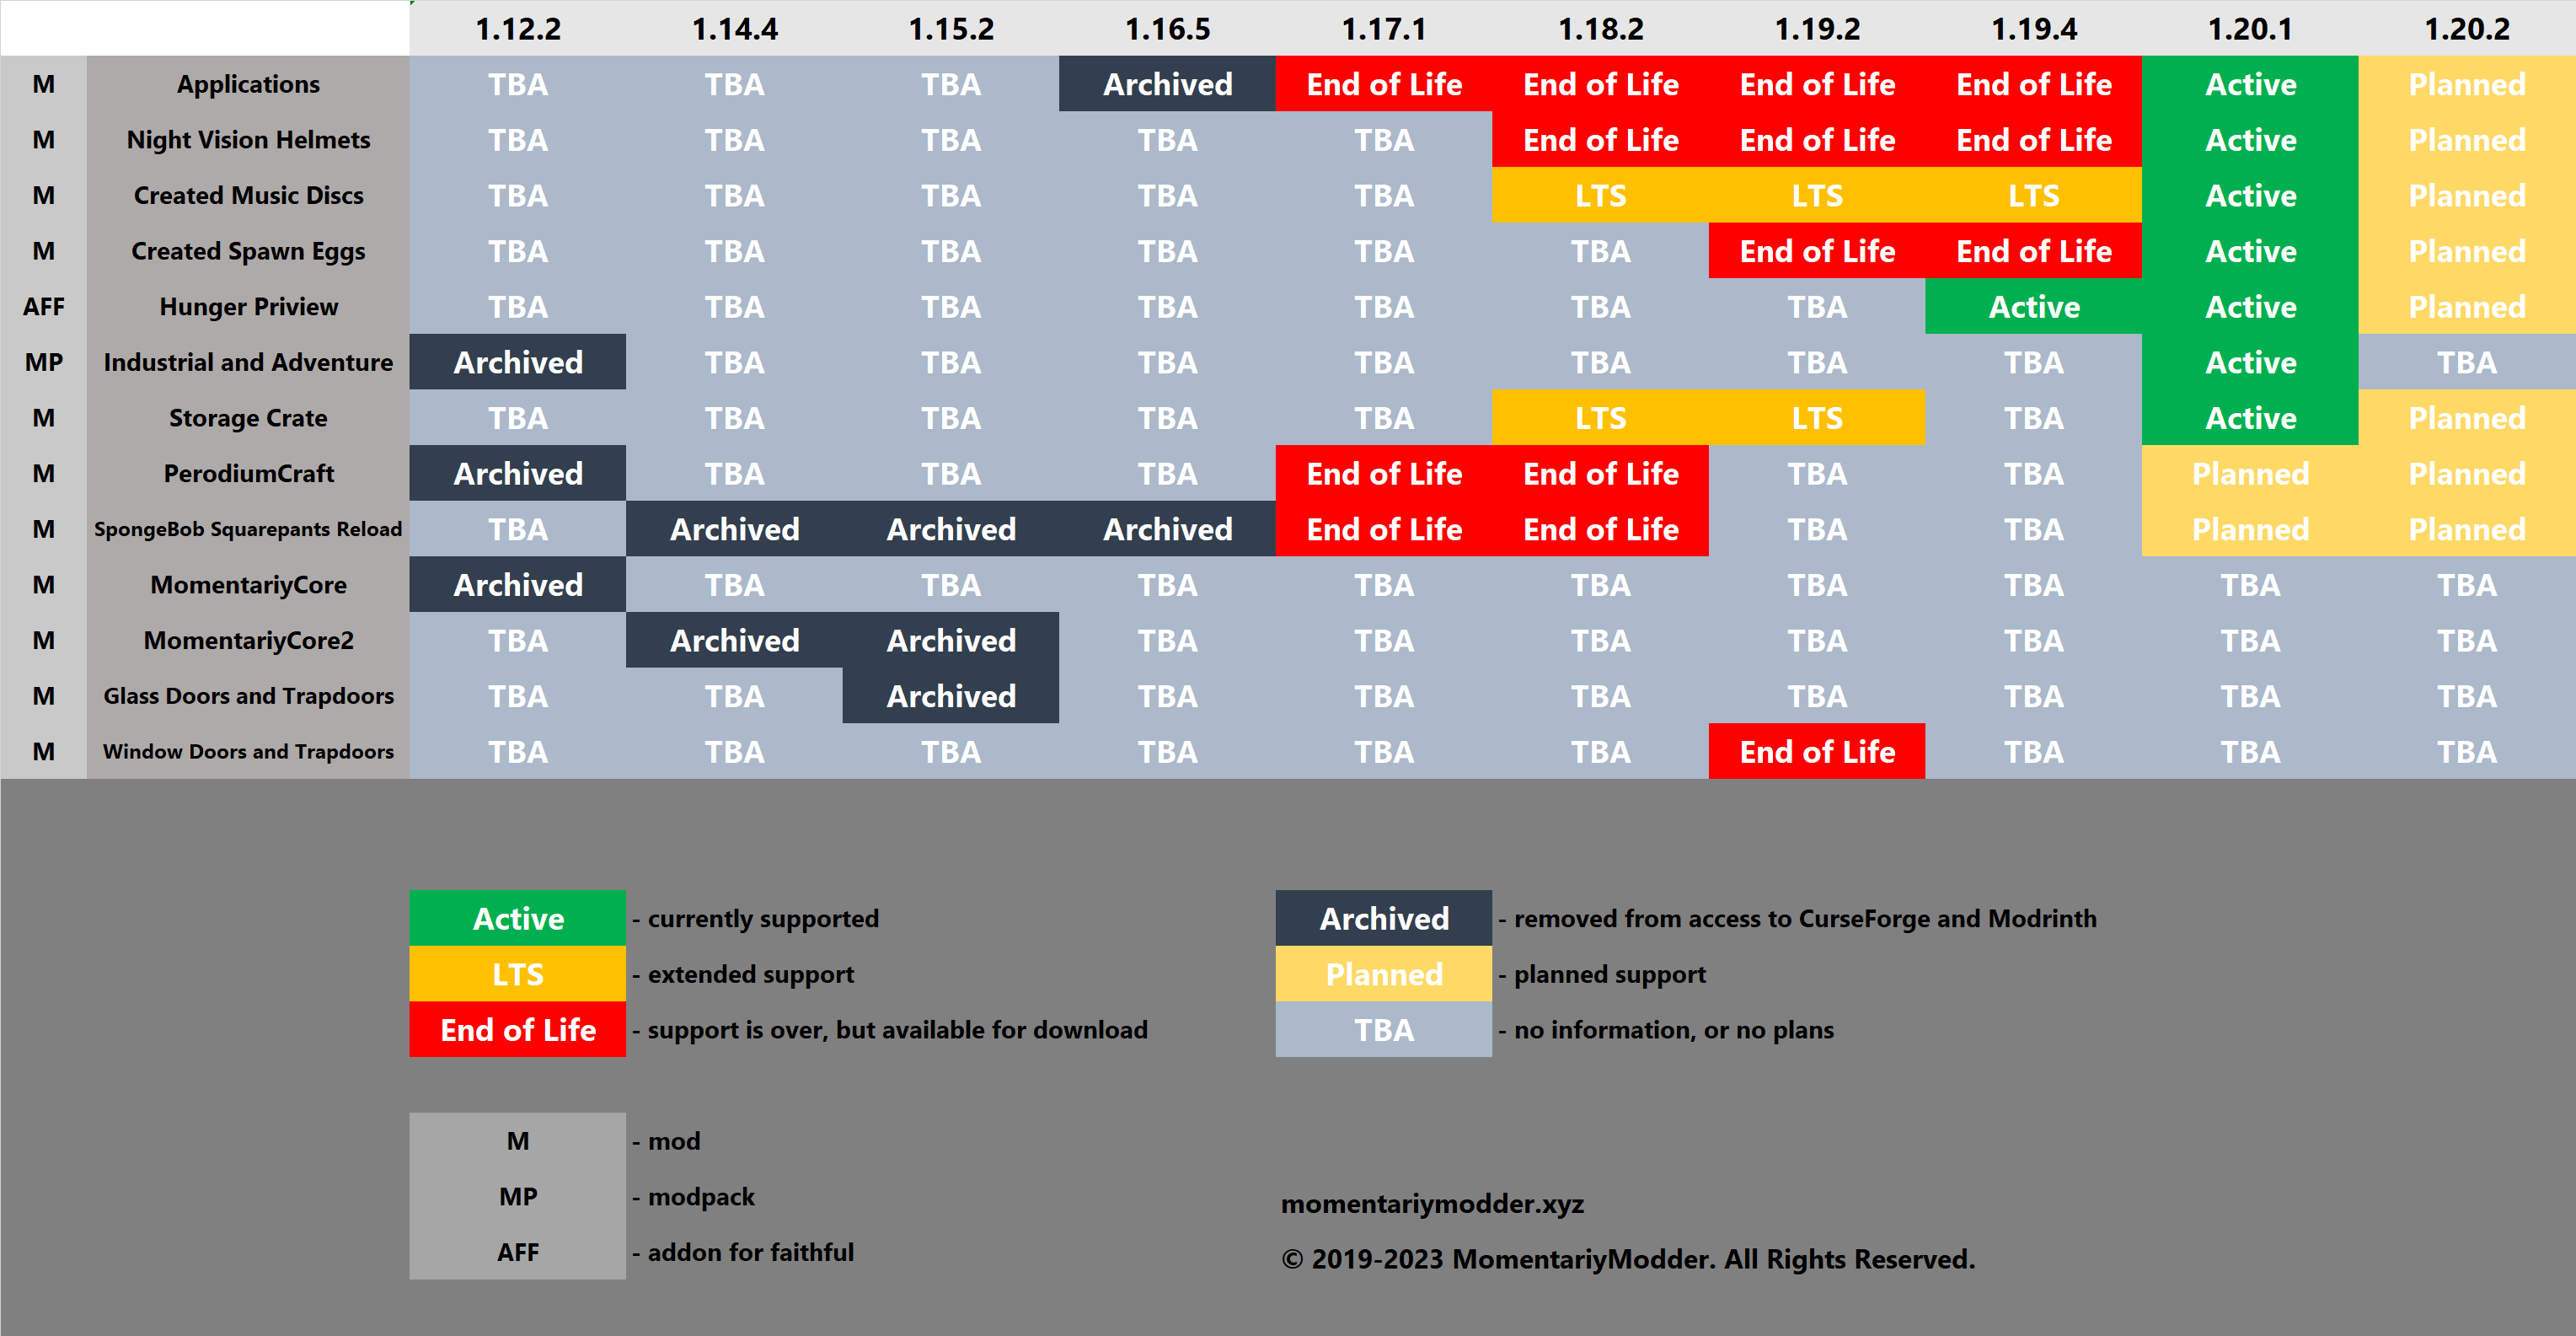 1.12.2 1.14.4 1.15.2 1.16.5 1.17.1 1.18.2 1.19.2 1.19.4 1.20.1 1.20.2
M Applications TBA TBA TBA Archived End of Life End of Life End of Life End of Life Active Planned
M Night Vision Helmets TBA TBA TBA TBA TBA End of Life End of Life End of Life Active Planned
M Created Music Discs TBA TBA TBA TBA TBA LTS LTS LTS Active Planned
M Created Spawn Eggs TBA TBA TBA TBA TBA TBA End of Life End of Life Active Planned
AFF Hunger Priview TBA TBA TBA TBA TBA TBA TBA Active Active Planned
MP Industrial and Adventure Archived TBA TBA TBA TBA TBA TBA TBA Active TBA
M Storage Crate TBA TBA TBA TBA TBA LTS LTS TBA Active Planned
M PerodiumCraft Archived TBA TBA TBA End of Life End of Life TBA TBA Planned Planned
M SpongeBob Squarepants Reload TBA Archived Archived Archived End of Life End of Life TBA TBA Planned Planned
M MomentariyCore Archived TBA TBA TBA TBA TBA TBA TBA TBA TBA
M MomentariyCore2 TBA Archived Archived TBA TBA TBA TBA TBA TBA TBA
M Glass Doors and Trapdoors TBA TBA Archived TBA TBA TBA TBA TBA TBA TBA
M Window Doors and Trapdoors TBA TBA TBA TBA TBA TBA End of Life TBA TBA TBA
Active - currently supported
LTS - extended support
End of Life - support is over, but available for download
Archived - removed from access to CurseForge and Modrinth
Planned - planned support
TBA - no information, or no plans
M - mod
MP - modpack
AFF - addon for faithful
momentariymodder.xyz
© 2019-2023 MomentariyModder. All Rights Reserved.